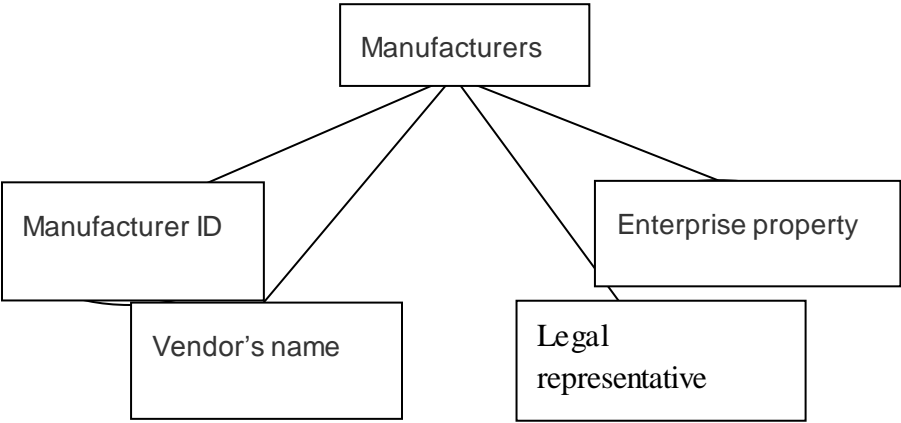 Manufacturers
Manufacturer ID
Enterprise property
Vendor’s name
Legal
representative